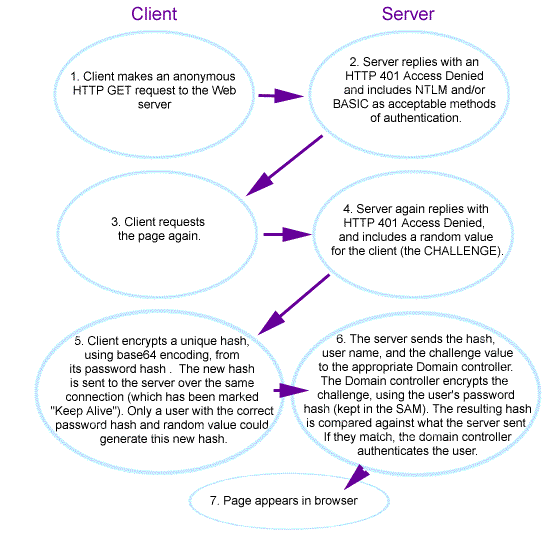 Client
Server
1. Client makes an anonymous
HTTP GET request to the Web
server
2. Server replies with an
HTTP 401 Access Denied
and includes NTLM and/or
BASIC as acceptable methods
of authentication.
3. Client requests
the page again.
4. Server again replies with
HTTP 401 Access Denied,
and includes a random value
for the client (the CHALLENGE).
5. Client encrypts a unique hash,
using base64 encoding, from
its password hash . The new hash
is sent to the server over the same
connection (which has been marked
"Keep Alive"). Only a user with the correct
password hash and random value could
generate this new hash.
6. The server sends the hash,
user name, and the challenge value
to the appropriate Domain controller.
The Domain controller encrypts the
challenge, using the user's password
hash (kept in the SAM). The resulting hash
is compared against what the server sent
If they match, the domain controller
authenticates the user.
7. Page appears in browser